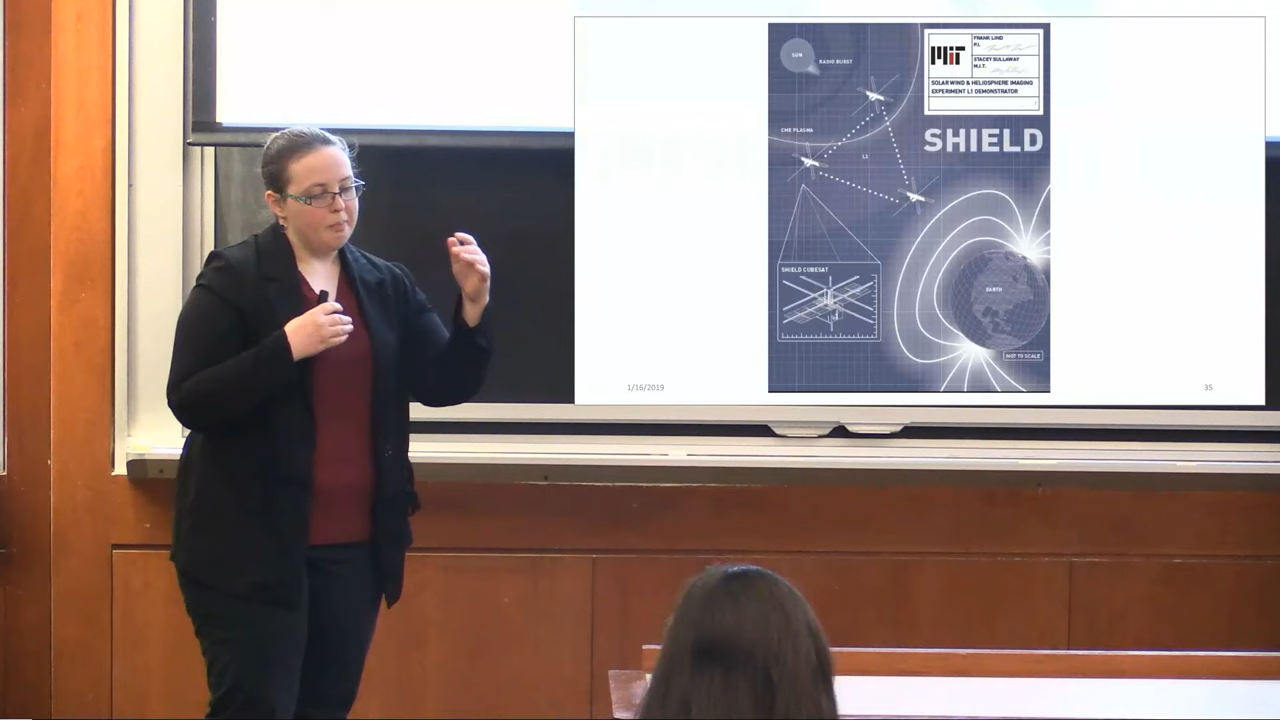 MIT
FRANK LIND
P.I.
STACEY SULLAWAY
M.I.T.
SOLAR WIND & HELIOSPHERE IMAGING
EXPERIMENT L1 DEMONSTRATOR
SUN
RADIO BURST
SHIELD
CME PLASMA
L1
SHIELD CUBESAT
EARTH
NOT TO SCALE
1/16/2019
35